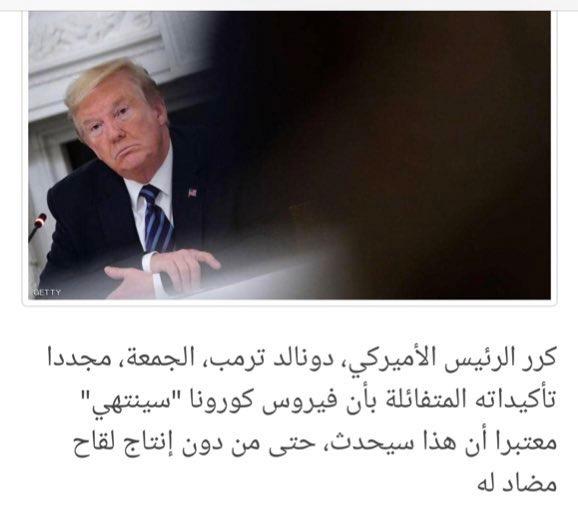 GETTY
كرر الرئيس الأميركي، دونالد ترمب، الجمعة، مجددا
تأكيداته المتفائلة بأن فيروس كورونا "سينتهي"
معتبرا أن هذا سيحدث، حتى من دون إنتاج لقاح
مضاد له